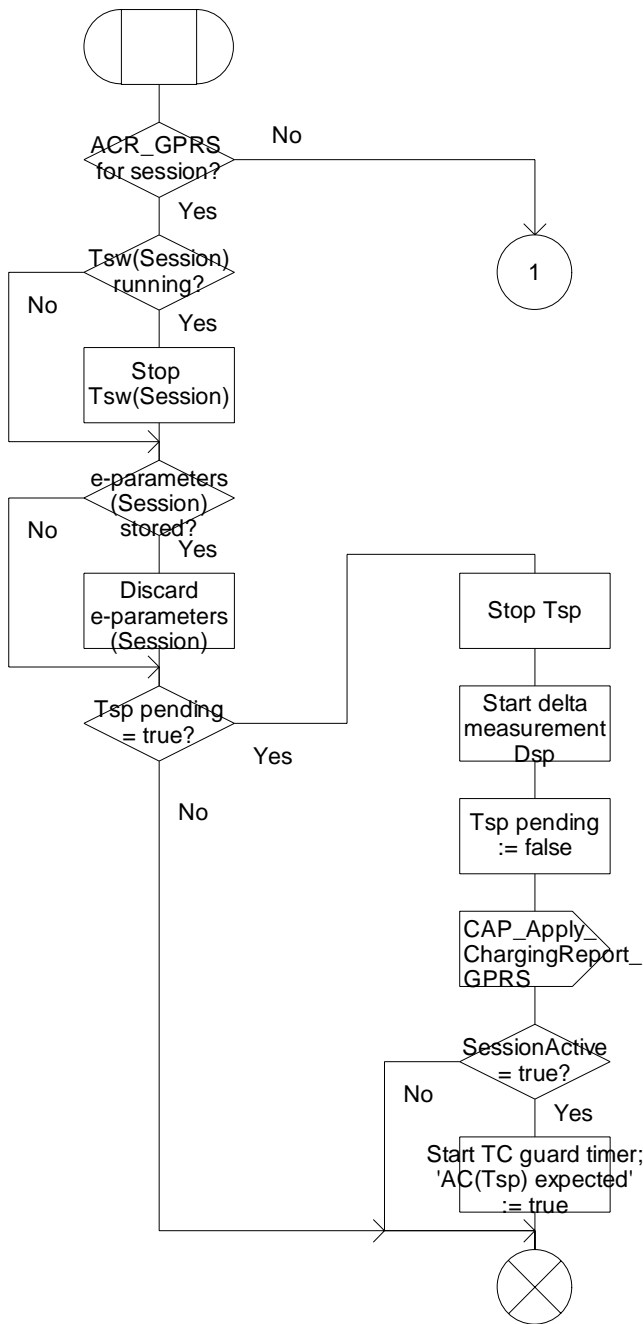 ACR_GPRS
for session?
No
Yes
Tsw(Session)
running?
1
No
Yes
Stop
Tsw(Session)
e-parameters
(Session)
stored?
No
Yes
Discard
e-parameters
(Session)
Tsp pending
= true?
Yes
No
Stop Tsp
Start delta
measurement
Dsp
Tsp pending
:= false
CAP_Apply_
ChargingReport_
GPRS
SessionActive
= true?
No
Yes
Start TC guard timer;
'AC(Tsp) expected'
:= true